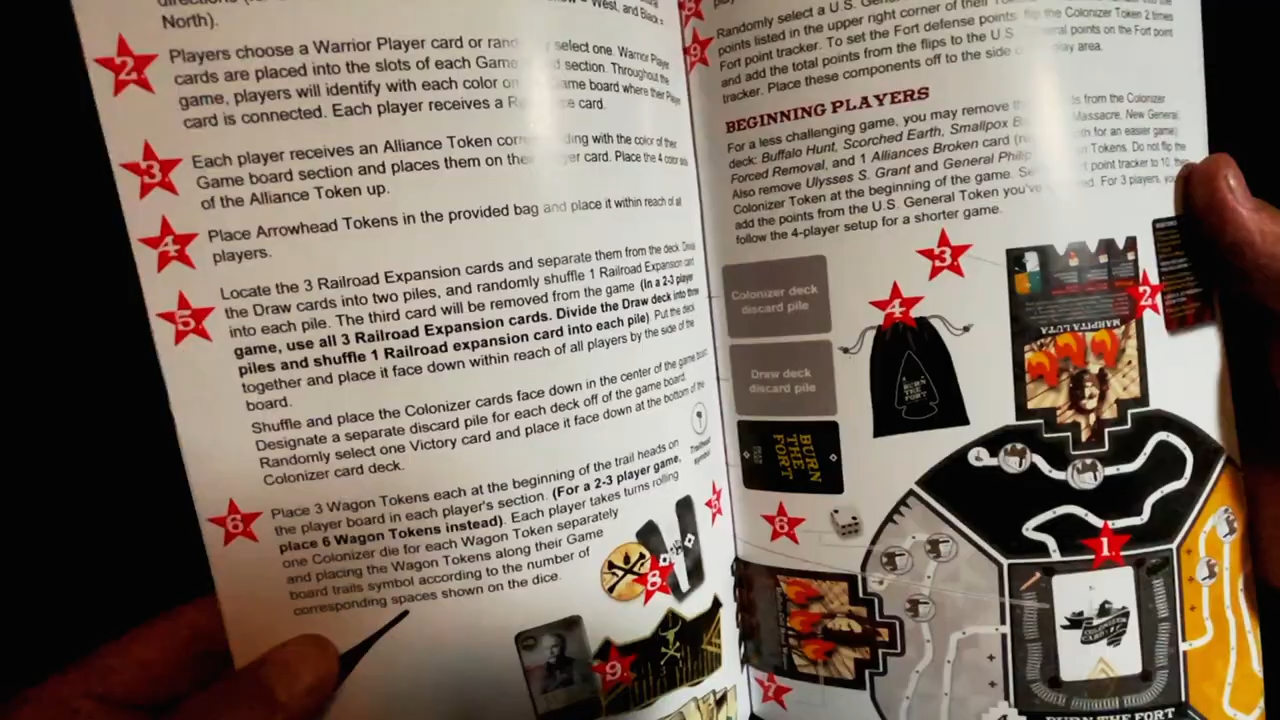 West, and Black =
North).
2. Players choose a Warrior Player card or select one. Warrior Player
cards are placed into the slots of each Game section. Throughout the
game, players will identify with each color on game board where their Player
card is connected. Each player receives a card.
3. Each player receives an Alliance Token with the color of their
Game board section and places them on their card. Place the 4 color side
of the Alliance Token up.
4. Place Arrowhead Tokens in the provided bag and place it within reach of all
players.
5. Locate the 3 Railroad Expansion cards and separate them from the deck. Divide
the Draw cards into two piles, and randomly shuffle 1 Railroad Expansion card
into each pile. The third card will be removed from the game. (In a 2-3 player
game, use all 3 Railroad Expansion cards. Divide the Draw deck into three
piles and shuffle 1 Railroad expansion card into each pile). Put the deck
together and place it face down within reach of all players by the side of the
board.
Shuffle and place the Colonizer cards face down in the center of the game board.
Designate a separate discard pile for each deck off of the game board.
Randomly select one Victory card and place it face down at the bottom of the
Colonizer card deck.
6. Place 3 Wagon Tokens each at the beginning of the trail heads on
the player board in each player's section. (For a 2-3 player game,
place 6 Wagon Tokens instead). Each player takes turns rolling
one Colonizer die for each Wagon Token separately
and placing the Wagon Tokens along their Game
board trails symbol according to the number of
corresponding spaces shown on the dice.
Trailhead
symbol
5.
8.
9.
8.
9. Randomly select a U.S.
points listed in the upper right corner of their
Fort point tracker. To set the Fort defense points, flip the Colonizer Token 2 times
and add the total points from the flips to the U.S. points on the Fort point
tracker. Place these components off to the side area.
BEGINNING PLAYERS
For a less challenging game, you may remove from the Colonizer
deck: Buffalo Hunt, Scorched Earth, Smallpox Massacre, New General,
Forced Removal, and 1 Alliances Broken card for an easier game)
Also remove Ulysses S. Grant and General Tokens. Do not flip the
Colonizer Token at the beginning of the game. point tracker to 10, then
add the points from the U.S. General Token you've For 3 players, you
follow the 4-player setup for a shorter game.
3.
2.
4.
Colonizer deck
discard pile
MARPITA LUTA
BURN
THE
FORT
Draw deck
discard pile
BURN
THE
FORT
6.
1.
COLONIZER
CARD
7.
BURN THE FORT